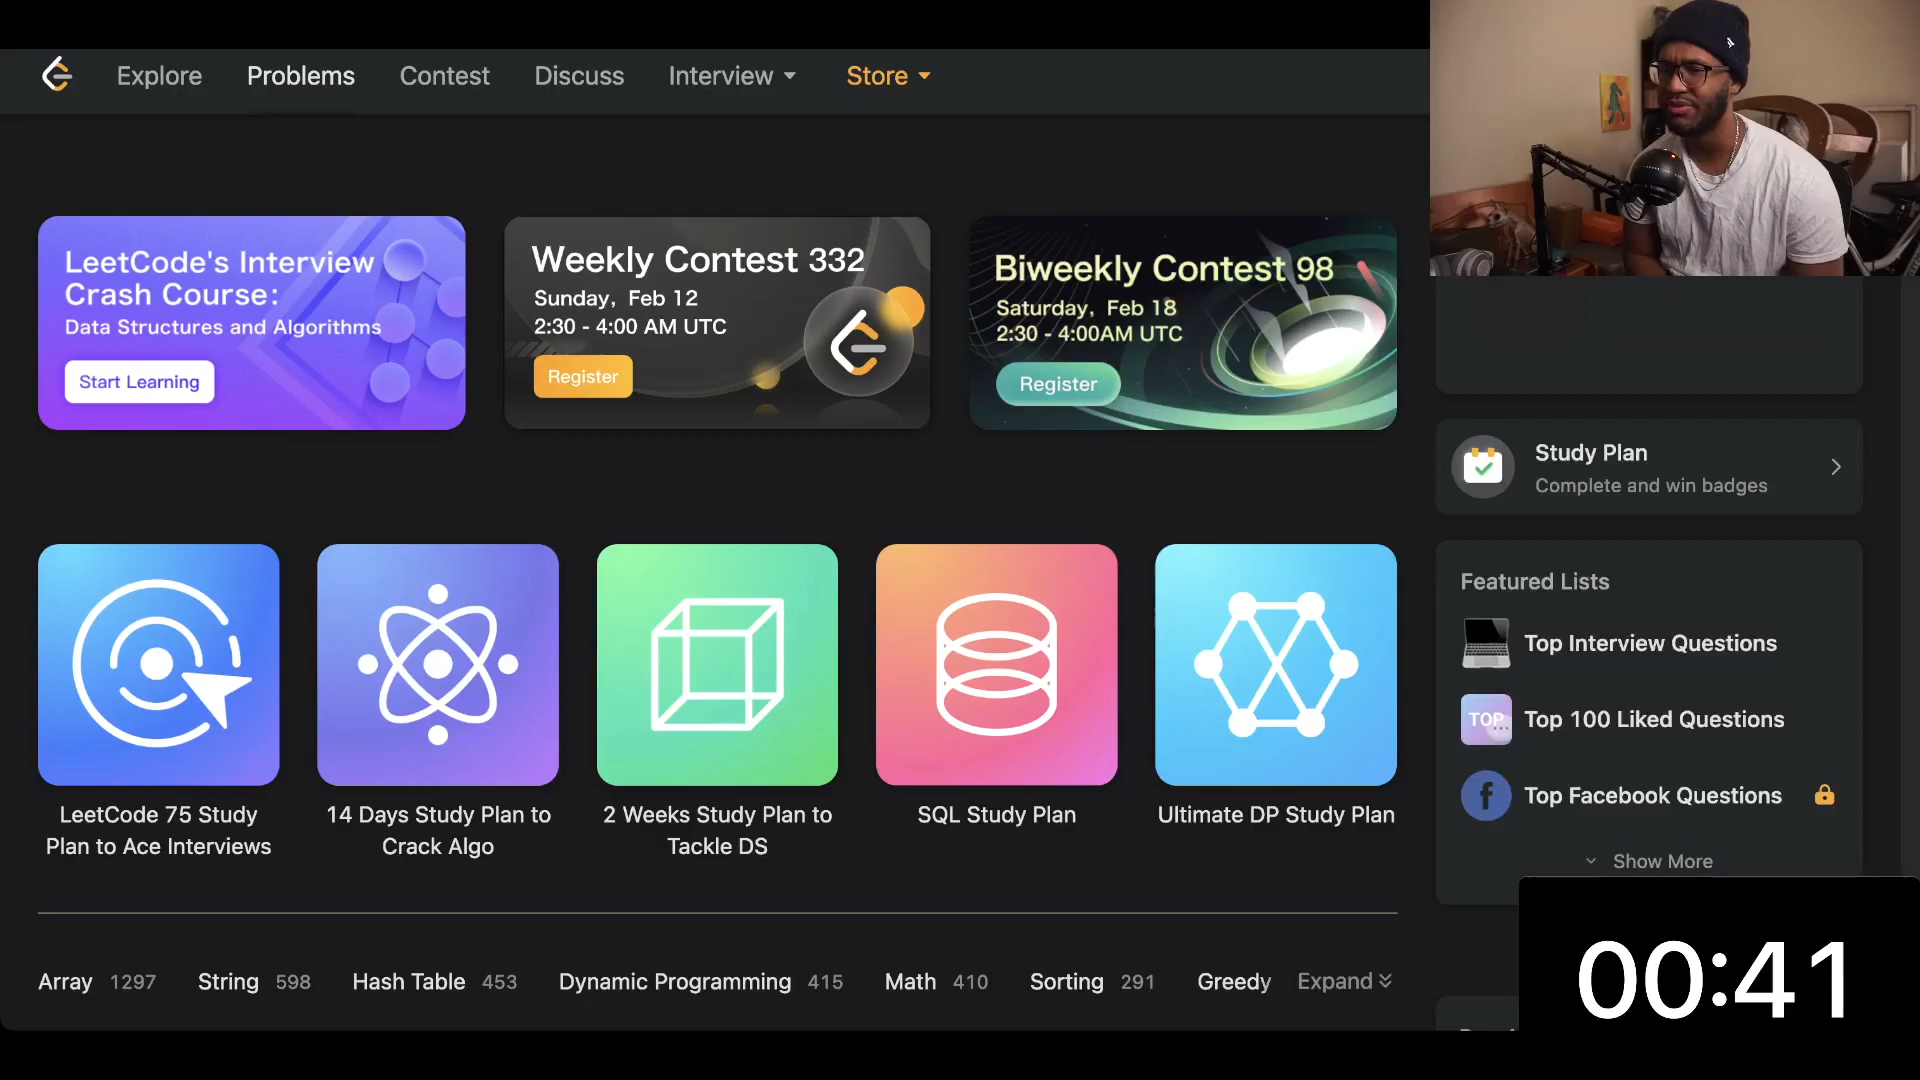 Explore Problems Contest Discuss Interview Store
LeetCode's Interview
Crash Course:
Data Structures and Algorithms
Start Learning
Weekly Contest 332
Sunday, Feb 12
2:30 - 4:00 AM UTC
Register
Biweekly Contest 98
Saturday, Feb 18
2:30 - 4:00AM UTC
Register
Study Plan
Complete and win badges
Featured Lists
Top Interview Questions
TOP
Top 100 Liked Questions
Top Facebook Questions
Show More
LeetCode 75 Study
Plan to Ace Interviews
14 Days Study Plan to
Crack Algo
2 Weeks Study Plan to
Tackle DS
SQL Study Plan
Ultimate DP Study Plan
Array 1297 String 598 Hash Table 453 Dynamic Programming 415 Math 410 Sorting 291 Greedy Expand
00:41